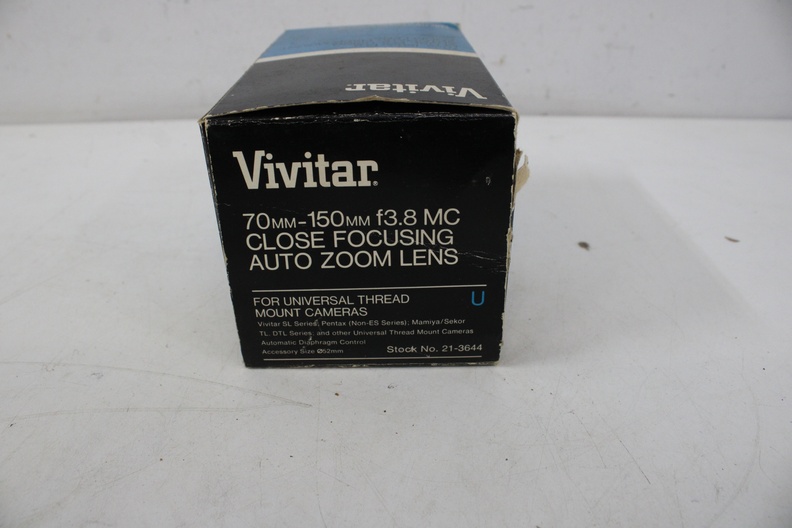 Vivitar
Vivitar®
70MM-150MM f3.8 MC
CLOSE FOCUSING
AUTO ZOOM LENS
FOR UNIVERSAL THREAD U
MOUNT CAMERAS
Vivitar SL Series; Pentax (Non-ES Series); Mamiya/Sekor
TL, DTL Series; and other Universal Thread Mount Cameras
Automatic Diaphragm Control
Accessory Size Ø52mm Stock No. 21-3644